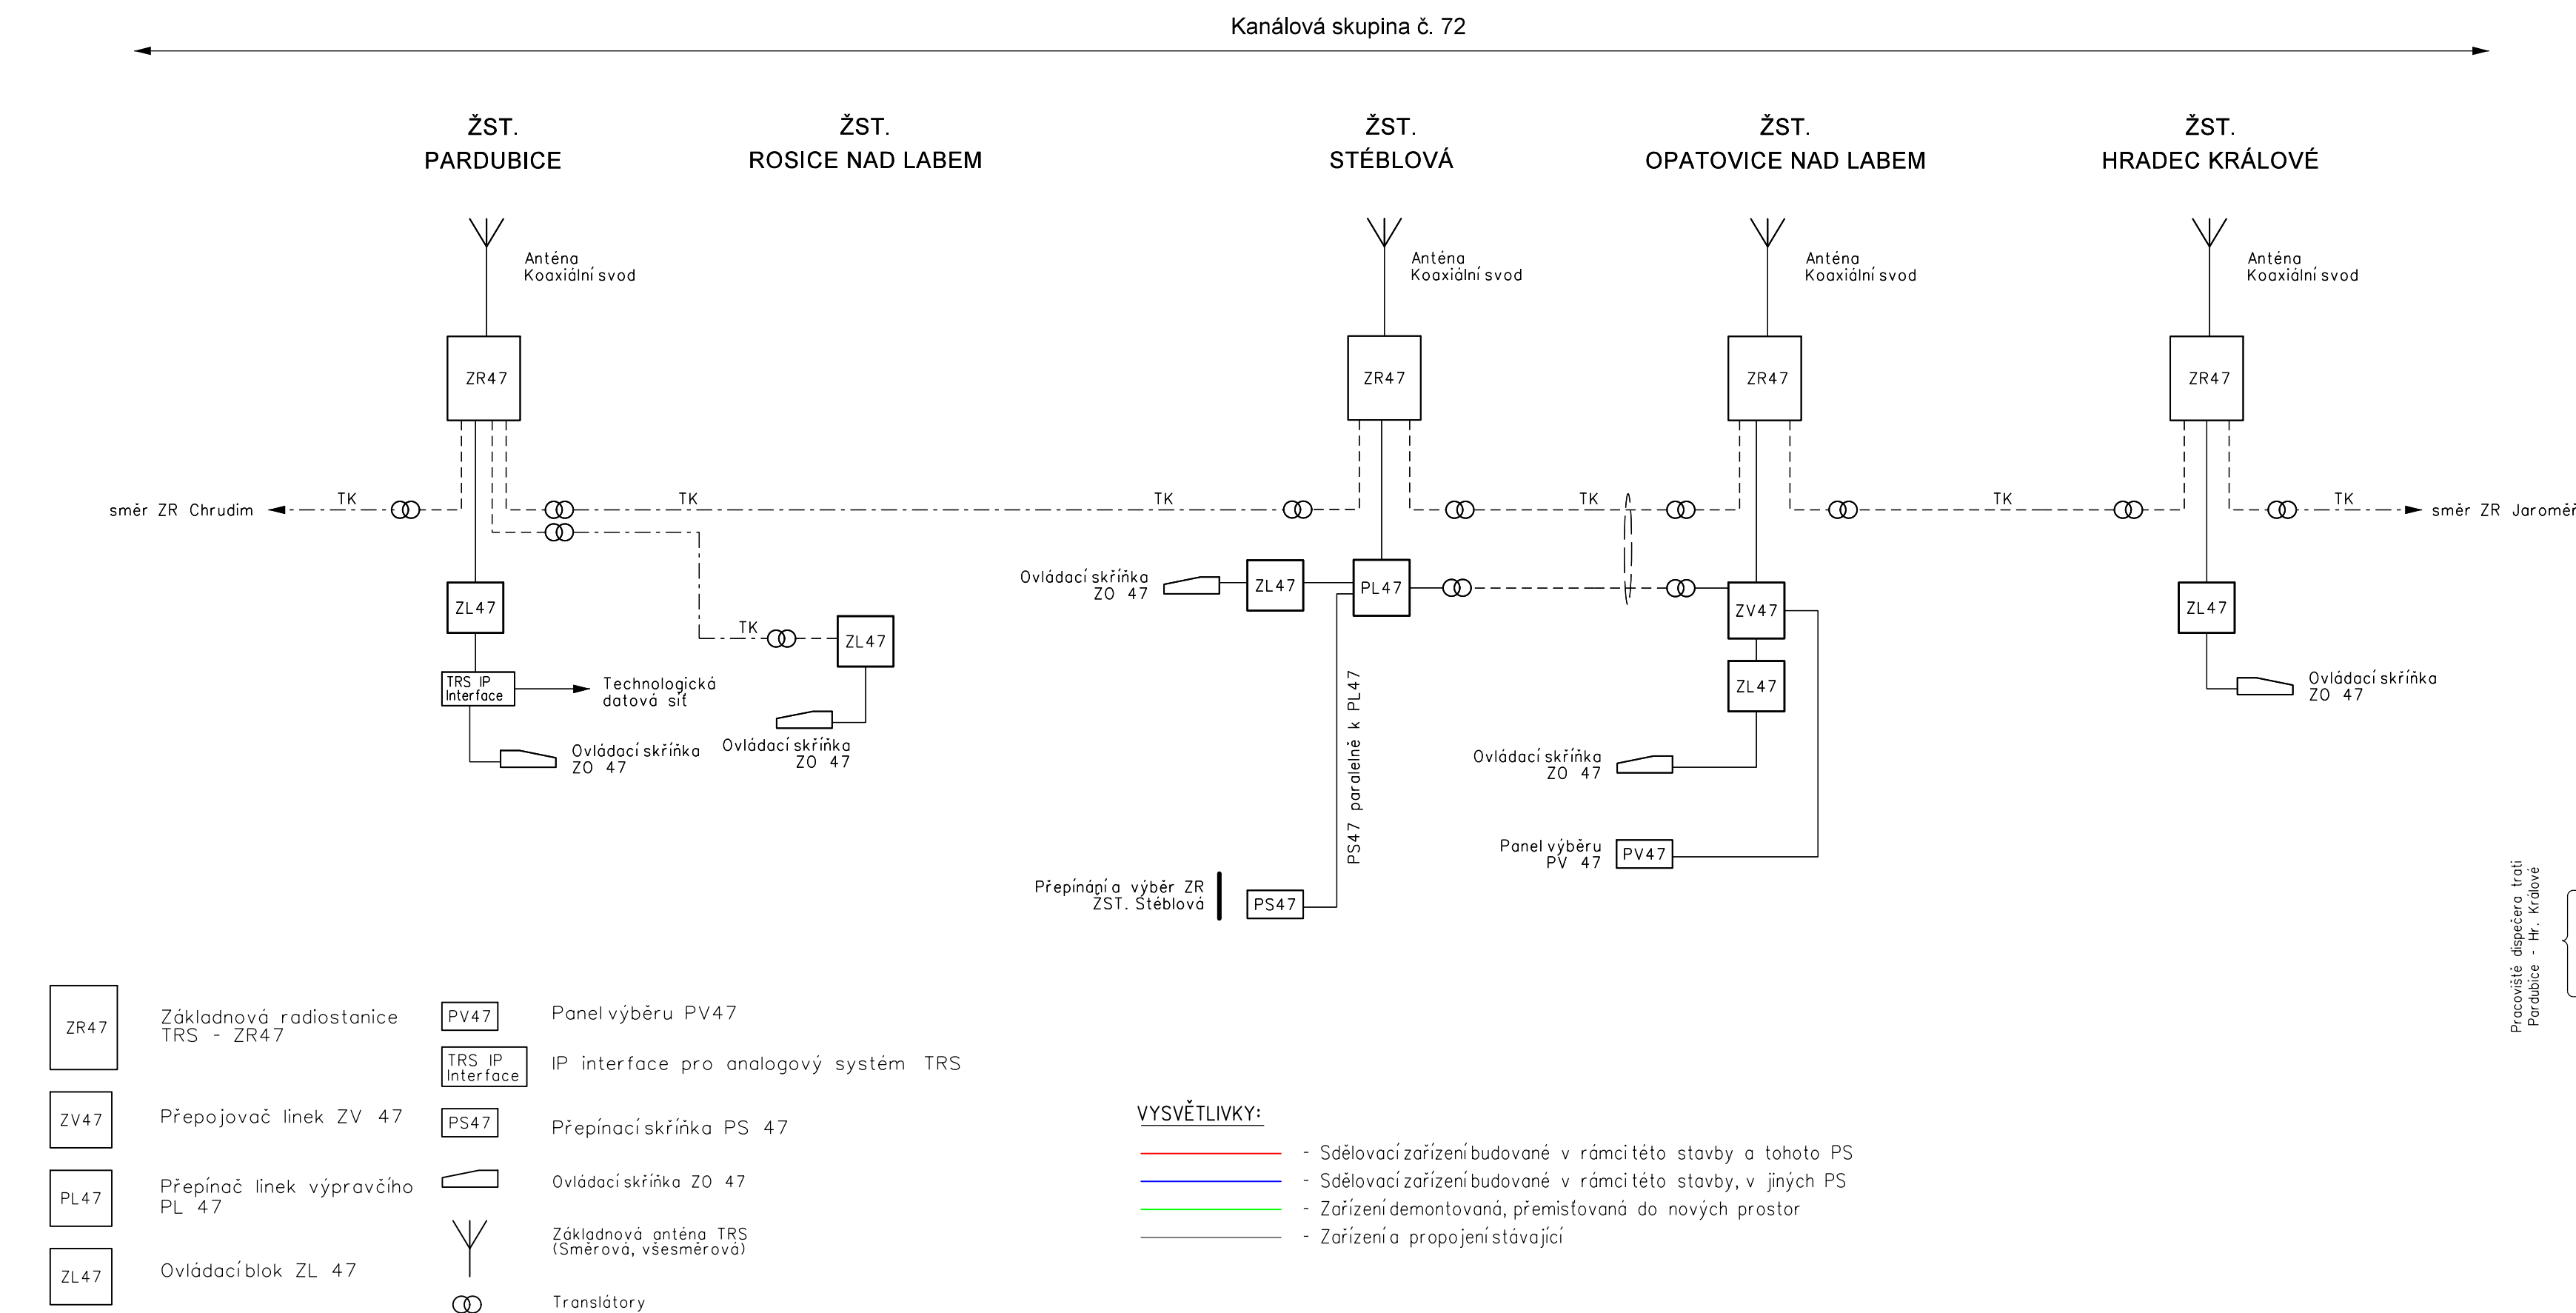 Kanálová skupina č. 72
ŽST.
PARDUBICE
ŽST.
ROSICE NAD LABEM
ŽST.
STÉBLOVÁ
ŽST.
OPATOVICE NAD LABEM
ŽST.
HRADEC KRÁLOVÉ
Anténa
Koaxiální svod
Anténa
Koaxiální svod
Anténa
Koaxiální svod
Anténa
Koaxiální svod
ZR47
ZR47
ZR47
ZR47
směr ZR Chrudim
TK
TK
TK
TK
TK
TK
směr ZR Jaroměř
ZL47
TRS IP
Interface
Technologická
datová síť
Ovládací skříňka
ZO 47
TK
ZL47
Ovládací skříňka
ZO 47
Ovládací skříňka
ZO 47
ZL47
PL47
PS47 paralelně k PL47
Přepínání a výběr ZR
ŽST. Stéblová
PS47
ZV47
ZL47
Ovládací skříňka
ZO 47
Panel výběru
PV 47
PV47
ZL47
Ovládací skříňka
ZO 47
Pracoviště dispečera trati
Pardubice - Hr. Králové
ZR47
Základnová radiostanice
TRS - ZR47
ZV47
Přepojovač linek ZV 47
PL47
Přepínač linek výpravčího
PL 47
ZL47
Ovládací blok ZL 47
PV47
Panel výběru PV47
TRS IP
Interface
IP interface pro analogový systém TRS
PS47
Přepínací skříňka PS 47
Ovládací skříňka ZO 47
Základnová anténa TRS
(Směrová, všesměrová)
Translátory
VYSVĚTLIVKY:
- Sdělovací zařízení budované v rámci této stavby a tohoto PS
- Sdělovací zařízení budované v rámci této stavby, v jiných PS
- Zařízení demontovaná, přemisťovaná do nových prostor
- Zařízení a propojení stávající